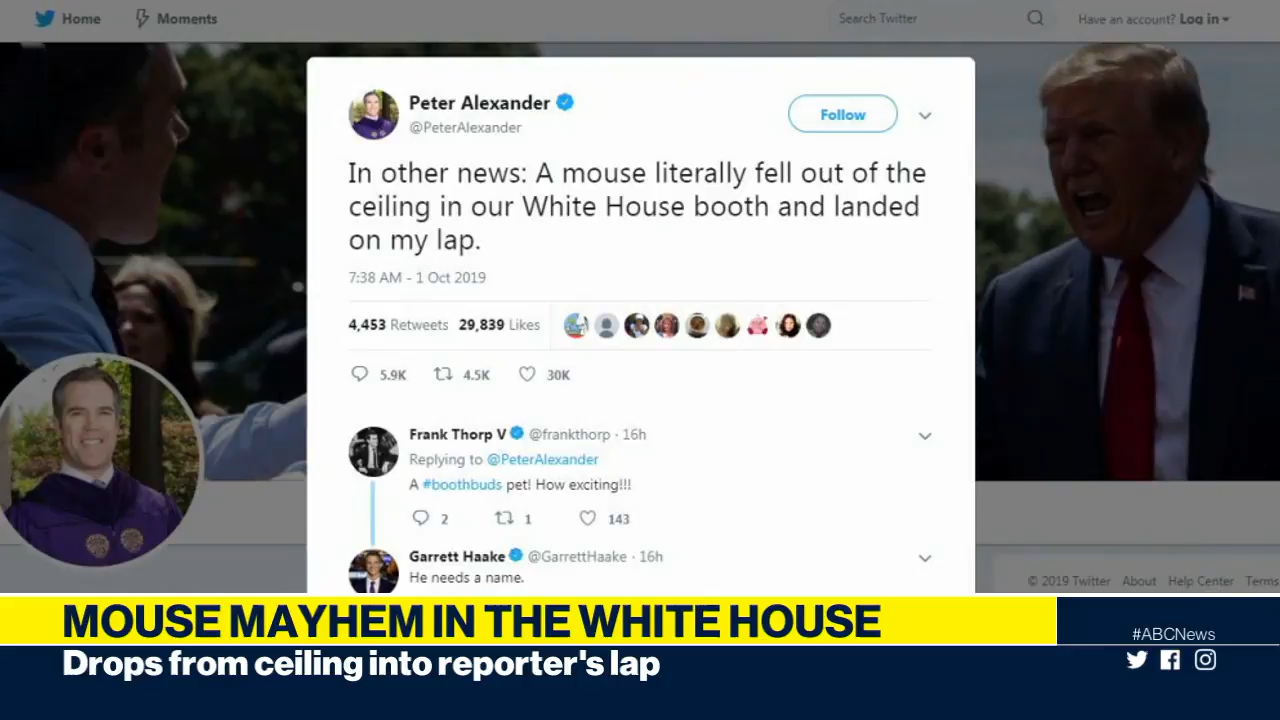 Home
Moments
Search Twitter
Have an account? Log in
Peter Alexander
@PeterAlexander
Follow
In other news: A mouse literally fell out of the
ceiling in our White House booth and landed
on my lap.
7:38 AM - 1 Oct 2019
4,453 Retweets 29,839 Likes
5.9K 4.5K 30K
Frank Thorp V @frankthorp · 16h
Replying to @PeterAlexander
A #boothbuds pet! How exciting!!!
2 1 143
Garrett Haake @GarrettHaake · 16h
He needs a name.
© 2019 Twitter About Help Center Terms
MOUSE MAYHEM IN THE WHITE HOUSE
Drops from ceiling into reporter's lap
#ABCNews